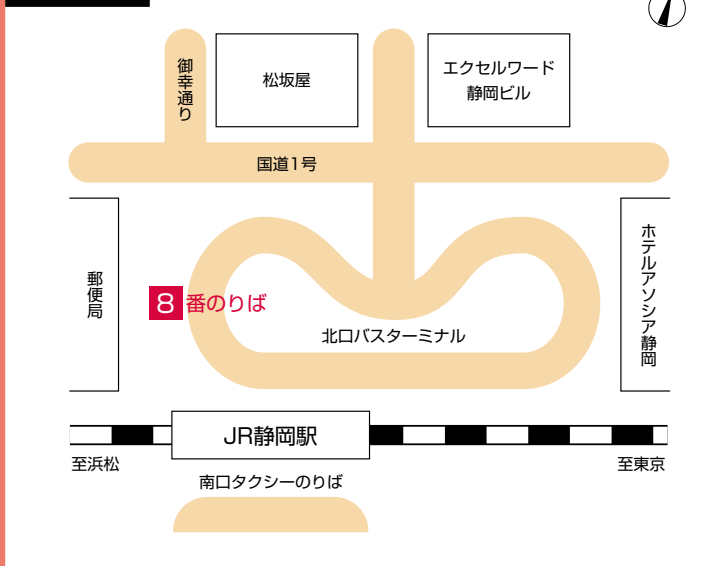 御幸通り
松坂屋
エクセルワード
静岡ビル
国道1号
郵便局
8番のりば
北口バスターミナル
ホテルアソシア静岡
JR静岡駅
至浜松
至東京
南口タクシーのりば